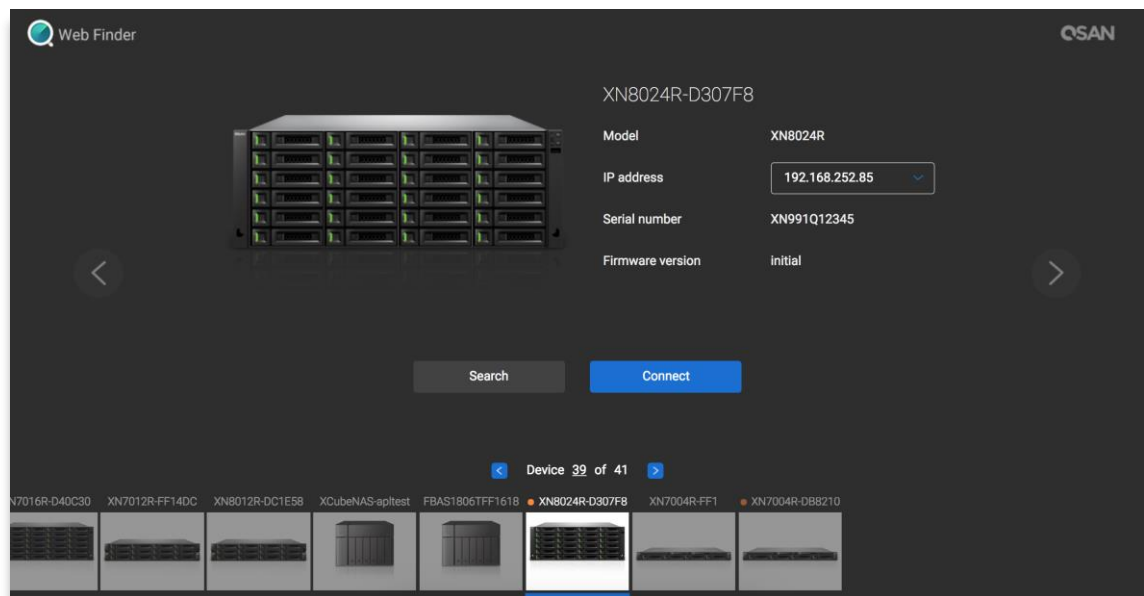 Web Finder
QSAN
XN8024R-D307F8
Model XN8024R
IP address 192.168.252.85
Serial number XN991Q12345
Firmware version initial
Search Connect
Device 39 of 41
N7016R-D40C30 XN7012R-FF14DC XN8012R-DC1E58 XCubeNAS-apltest FBAS1806TFF1618 XN8024R-D307F8 XN7004R-FF1 XN7004R-DB8210